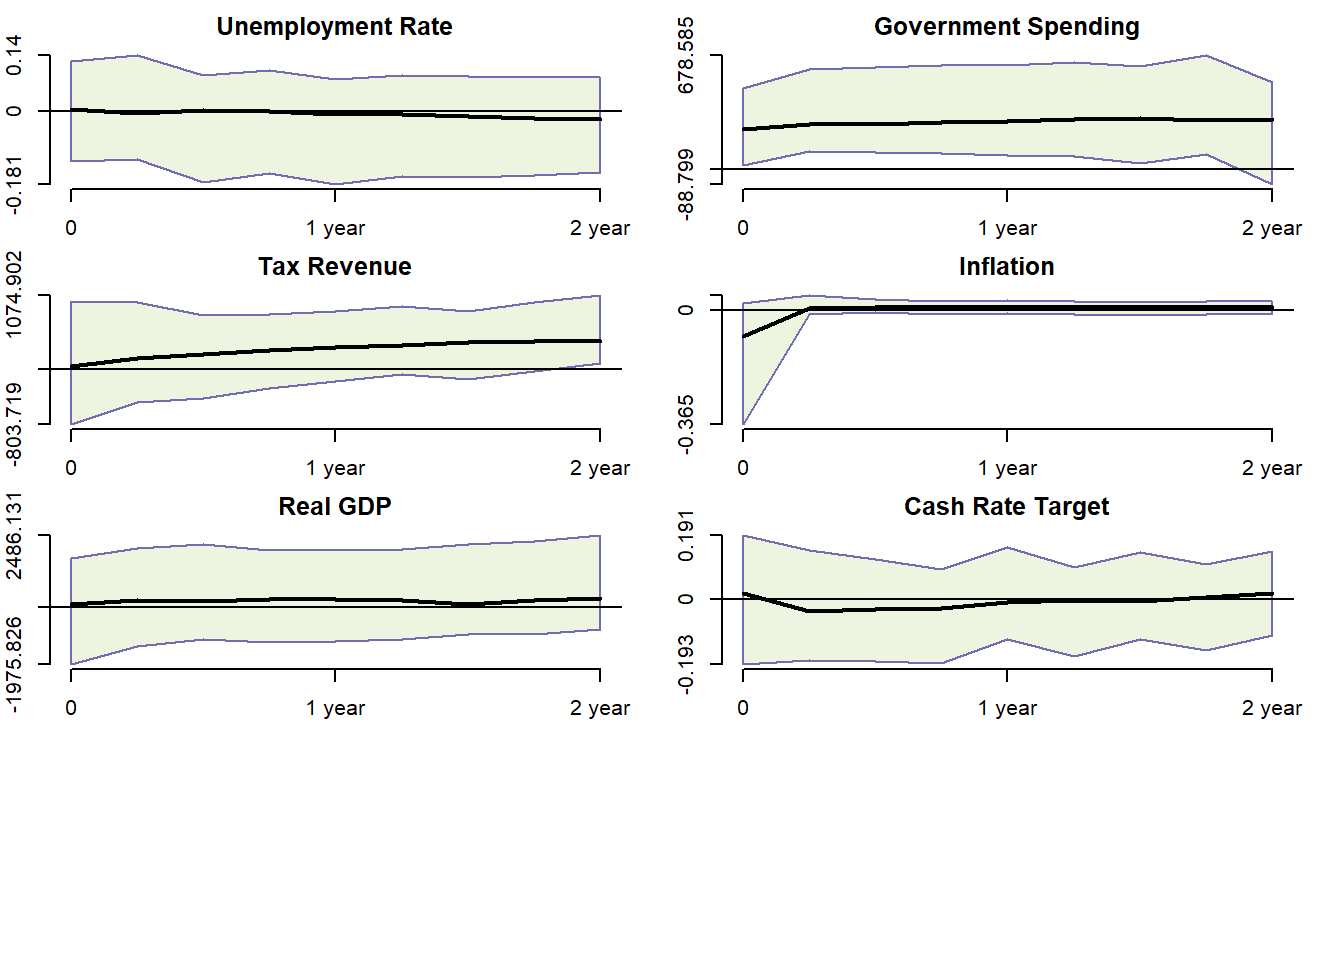 Unemployment Rate
0.14
0
-0.181
0
1 year
2 year
Government Spending
678.585
-88.799
0
1 year
2 year
Tax Revenue
1074.902
-803.719
0
1 year
2 year
Inflation
0
-0.365
0
1 year
2 year
Real GDP
2486.131
-1975.826
0
1 year
2 year
Cash Rate Target
0.191
0
-0.193
0
1 year
2 year